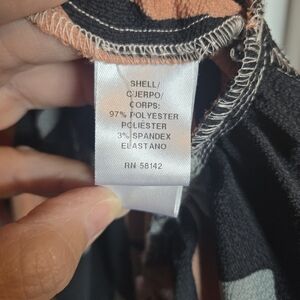 SHELL/
CUERPO/
CORPS:
97% POLYESTER
POLIESTER
3% SPANDEX
ELASTANO
RN 58142